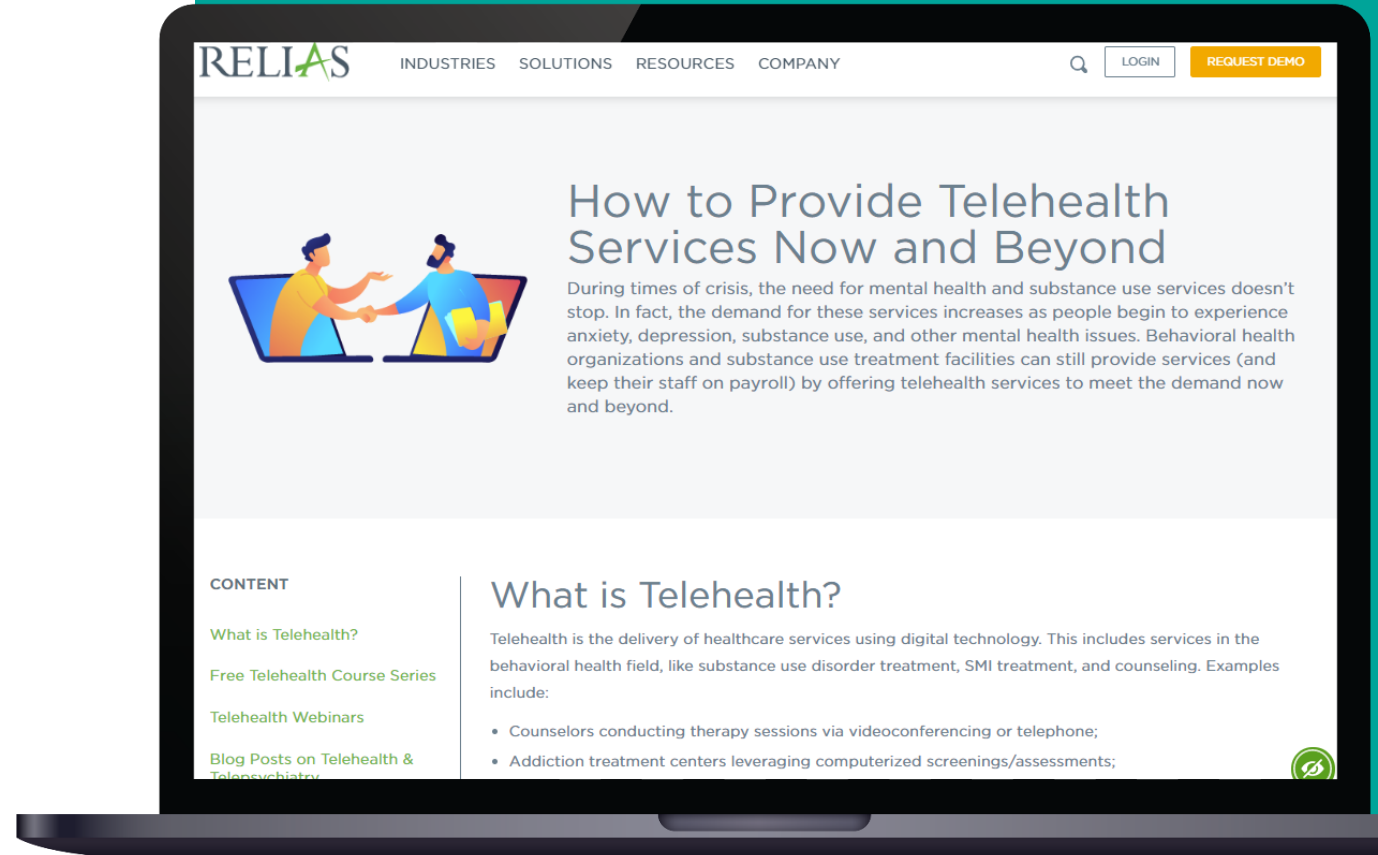 RELIAS
INDUSTRIES SOLUTIONS RESOURCES COMPANY
LOGIN
REQUEST DEMO
How to Provide Telehealth
Services Now and Beyond
During times of crisis, the need for mental health and substance use services doesn’t
stop. In fact, the demand for these services increases as people begin to experience
anxiety, depression, substance use, and other mental health issues. Behavioral health
organizations and substance use treatment facilities can still provide services (and
keep their staff on payroll) by offering telehealth services to meet the demand now
and beyond.
CONTENT
What is Telehealth?
Free Telehealth Course Series
Telehealth Webinars
Blog Posts on Telehealth &
Telepsychiatry
What is Telehealth?
Telehealth is the delivery of healthcare services using digital technology. This includes services in the
behavioral health field, like substance use disorder treatment, SMI treatment, and counseling. Examples
include:
• Counselors conducting therapy sessions via videoconferencing or telephone;
• Addiction treatment centers leveraging computerized screenings/assessments;